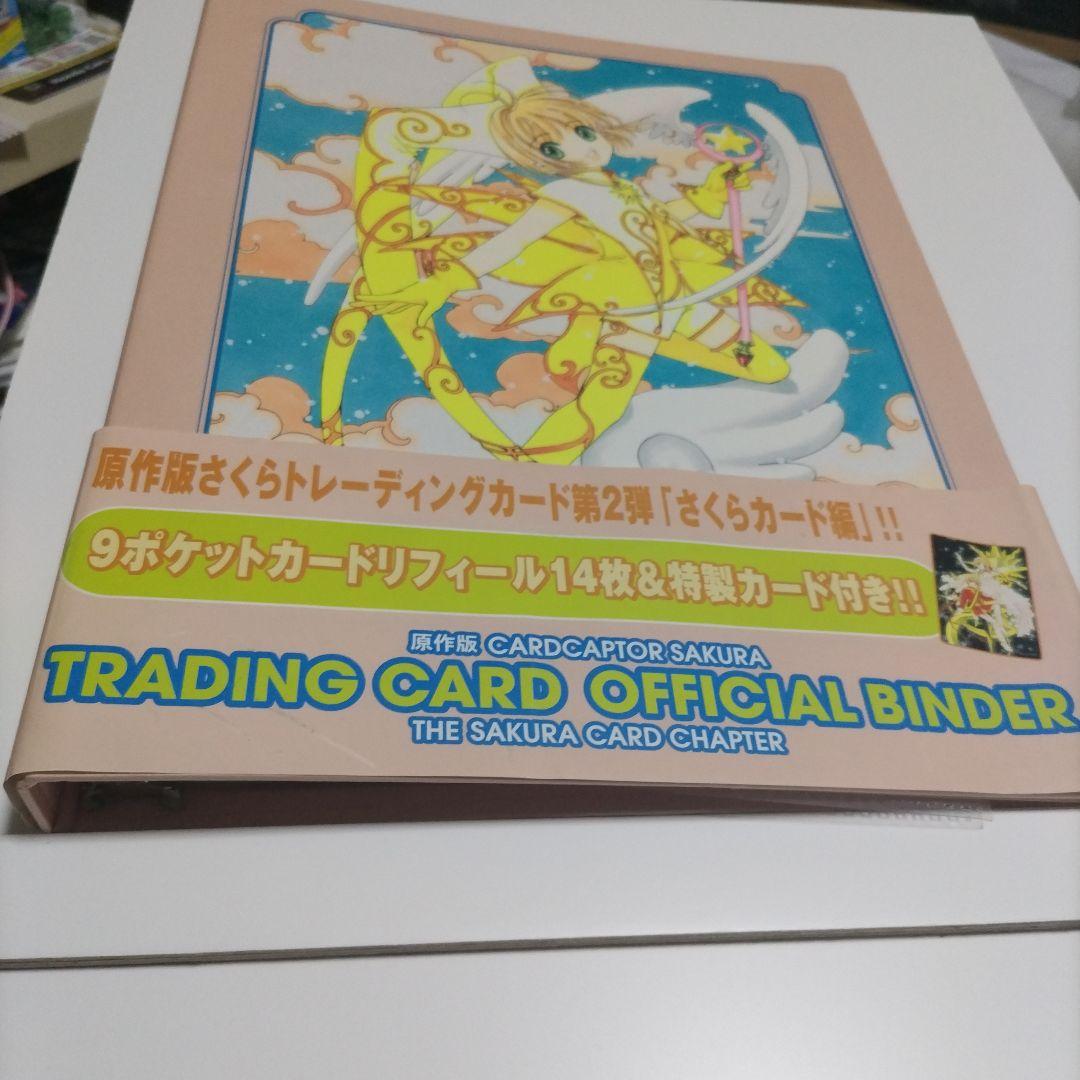 原作版さくらトレーディングカード第2弾「さくらカード編」!!
9ポケットカードリフィール14枚&特製カード付き!!
原作版 CARDCAPTOR SAKURA
TRADING CARD OFFICIAL BINDER
THE SAKURA CARD CHAPTER